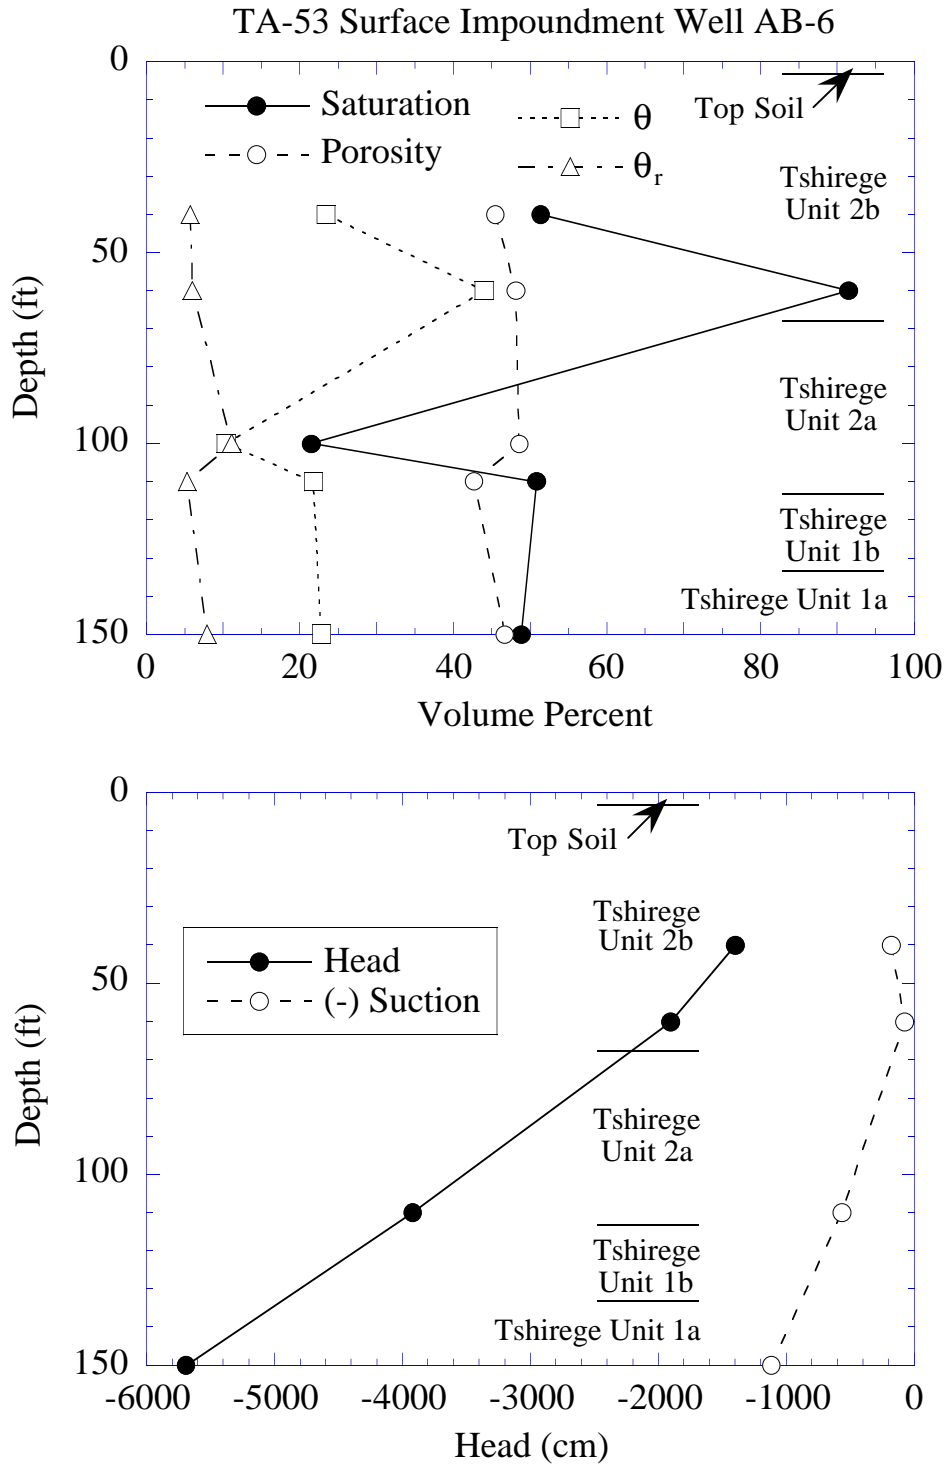 TA-53 Surface Impoundment Well AB-6
0
Saturation
θ
Top Soil
Porosity
θr
Tshirege
Unit 2b
50
Tshirege
Unit 2a
Depth (ft)
100
Tshirege
Unit 1b
Tshirege Unit 1a
150
0 20 40 60 80 100
Volume Percent
0
Top Soil
Tshirege
Unit 2b
Head
50
(-) Suction
Depth (ft)
Tshirege
Unit 2a
100
Tshirege
Unit 1b
Tshirege Unit 1a
150
-6000 -5000 -4000 -3000 -2000 -1000 0
Head (cm)